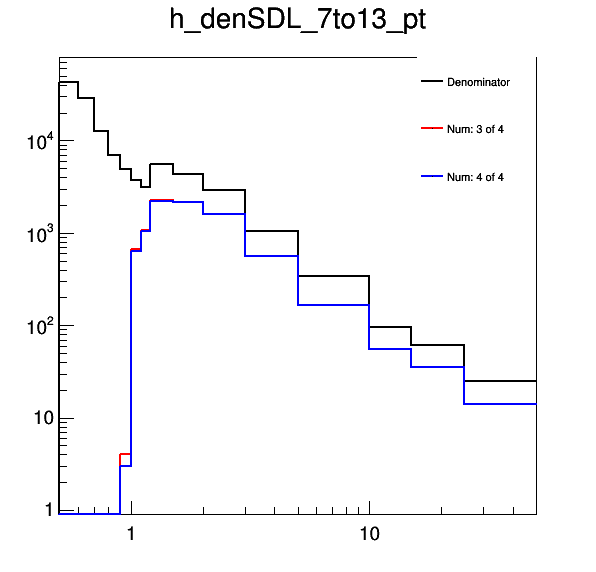 h_denSDL_7to13_pt
Denominator
Num: 3 of 4
Num: 4 of 4
10⁴
10³
10²
10
1
1
10